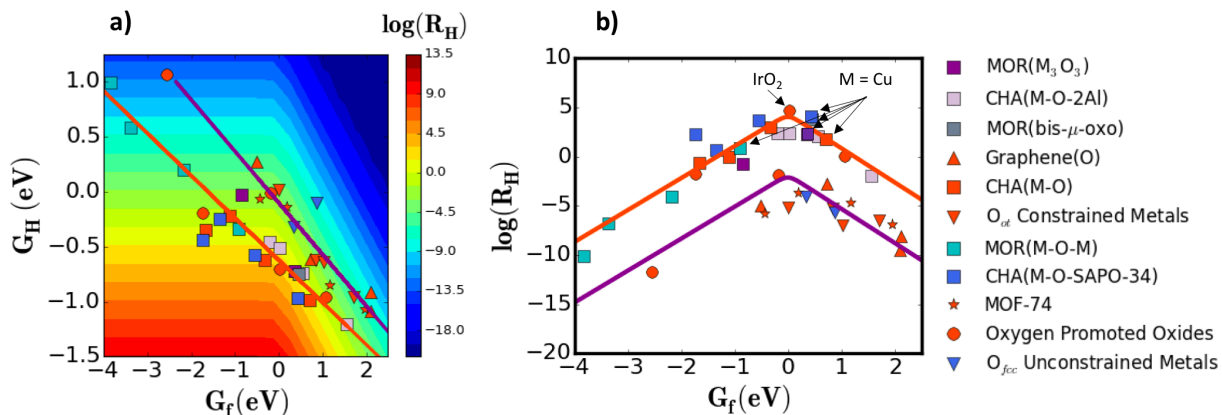 a)
log(R_H)
G_H (eV)
1.0
0.5
0.0
−0.5
−1.0
−1.5
−4 −3 −2 −1 0 1 2
G_f(eV)
13.5
9.0
4.5
0.0
−4.5
−9.0
−13.5
−18.0
b)
log(R_H)
10
5
0
−5
−10
−15
−20
IrO₂
M = Cu
−4 −3 −2 −1 0 1 2
G_f(eV)
MOR(M₃O₃)
CHA(M-O-2Al)
MOR(bis-μ-oxo)
Graphene(O)
CHA(M-O)
O_ot Constrained Metals
MOR(M-O-M)
CHA(M-O-SAPO-34)
MOF-74
Oxygen Promoted Oxides
O_fcc Unconstrained Metals